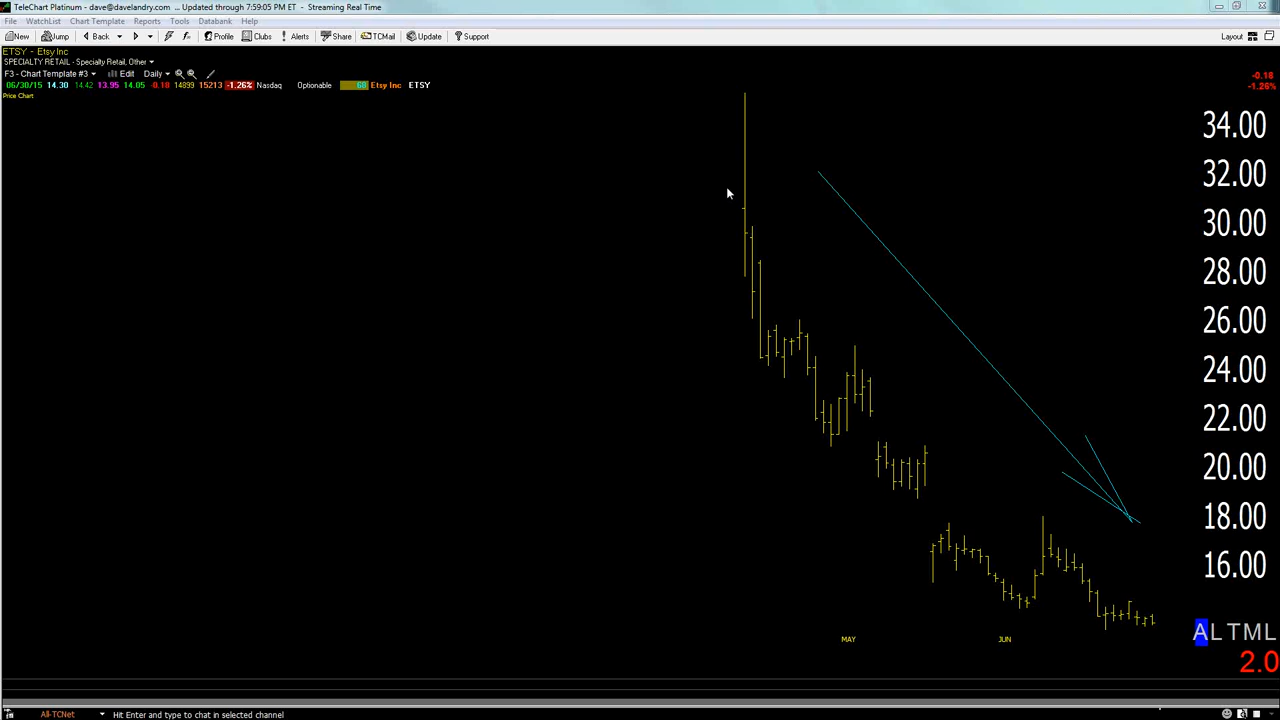 TeleChart Platinum - dave@davelandry.com ... Updated through 7:59:05 PM ET - Streaming Real Time
File WatchList Chart Template Reports Tools Databank Help
New Jump Back Profile Clubs Alerts Share TCMail Update Support Layout
ETSY - Etsy Inc
SPECIALTY RETAIL - Specialty Retail, Other
F3 - Chart Template #3 Edit Daily
06/30/15 14.30 14.42 13.95 14.05 -0.18 14899 15213 -1.26% Nasdaq Optionable 68 Etsy Inc ETSY
-0.18
-1.26%
Price Chart
34.00
32.00
30.00
28.00
26.00
24.00
22.00
20.00
18.00
16.00
ALTML
MAY JUN
2.0
All-TCNet Hit Enter and type to chat in selected channel